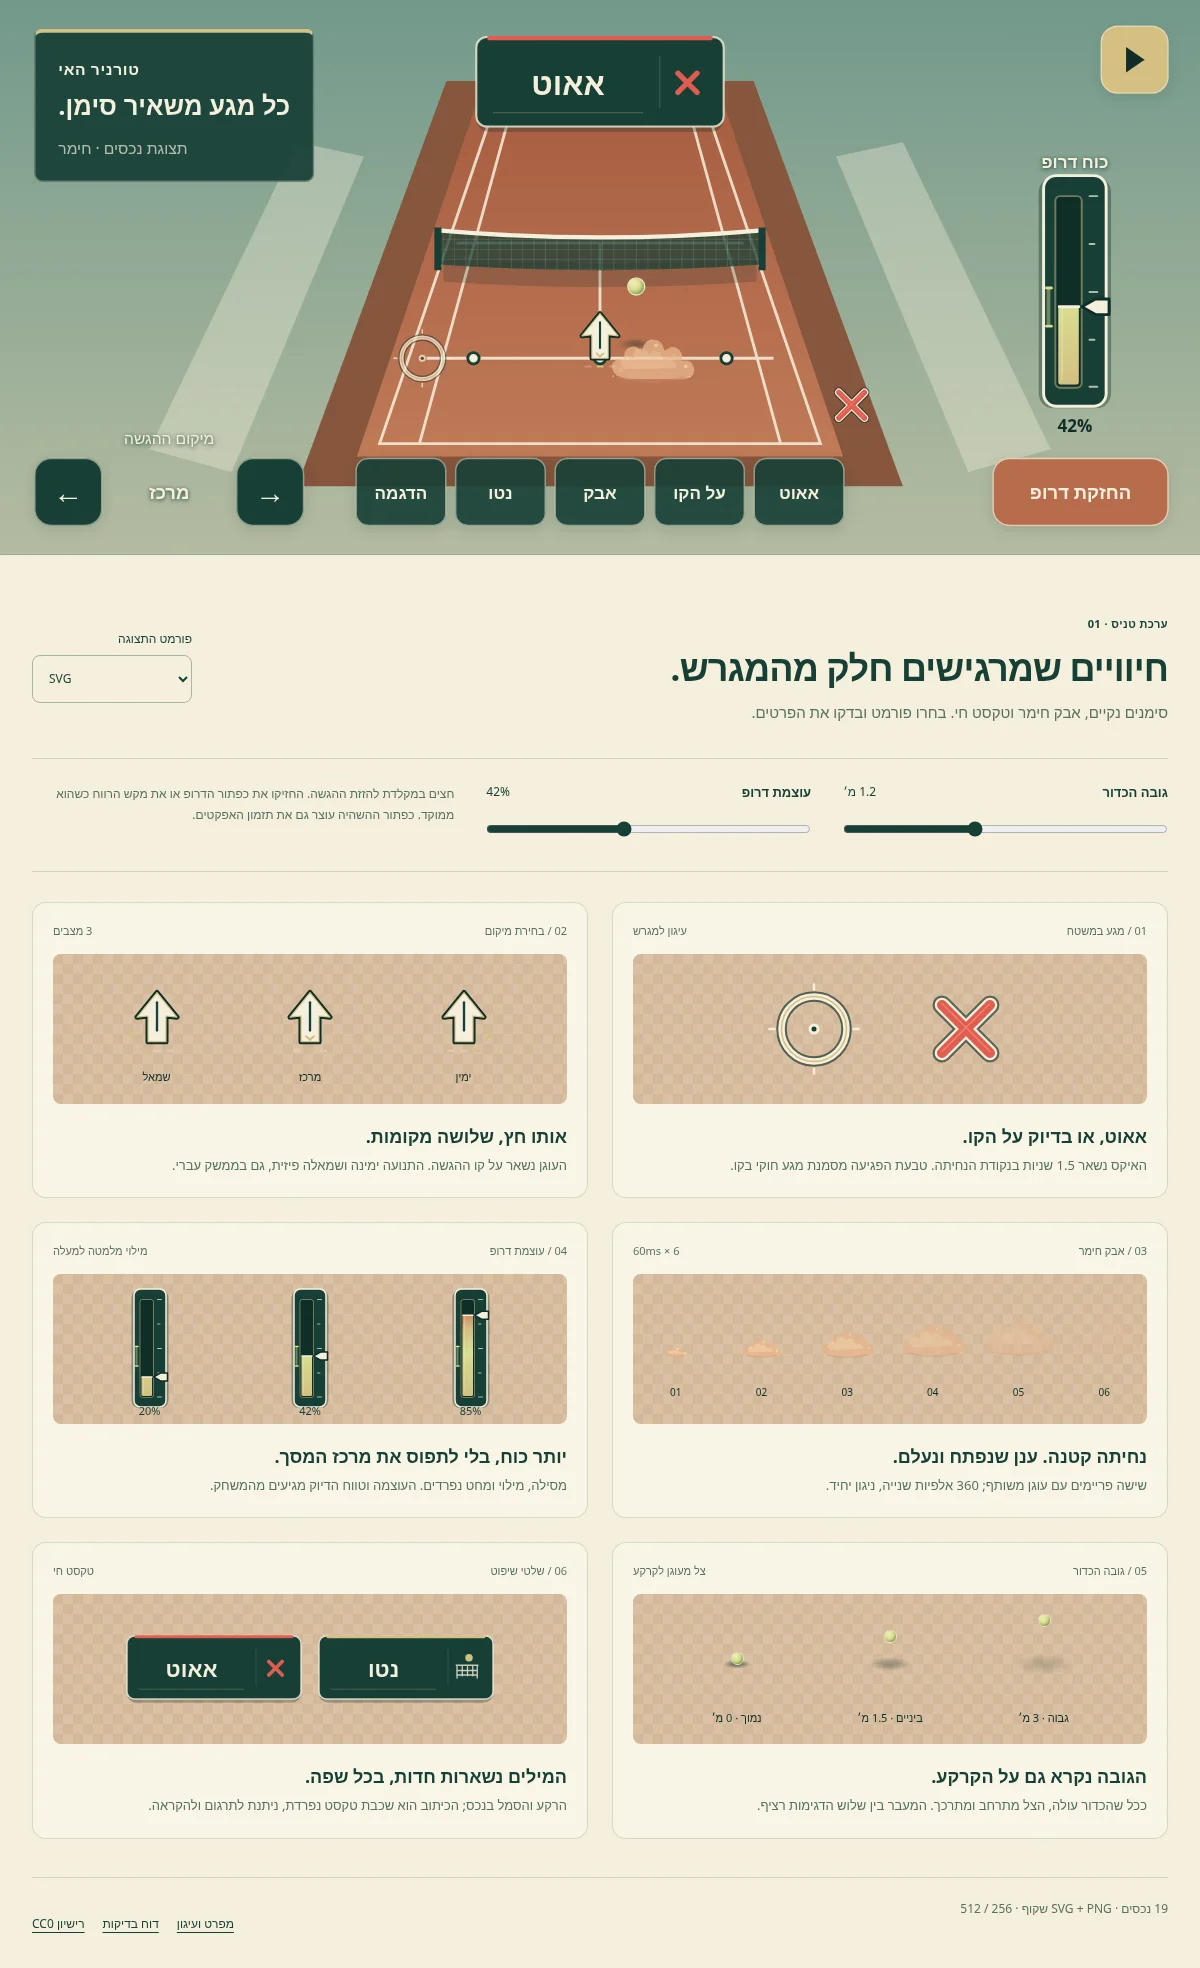 טורניר האי
כל מגע משאיר סימן.
תצוגת נכסים · חימר
אאוט
כוח דרופ
42%
מיקום ההגשה
← מרכז →
הדגמה
נטו
אבק
על הקו
אאוט
החזקת דרופ
ערכת טניס · 01
חיוויים שמרגישים חלק מהמגרש.
סימנים נקיים, אבק חימר וטקסט חי. בחרו פורמט ובדקו את הפרטים.
פורמט התצוגה
SVG
גובה הכדור
1.2 מ׳
עוצמת דרופ
42%
חצים במקלדת להזזת ההגשה. החזיקו את כפתור הדרופ או את מקש הרווח כשהוא
ממוקד. כפתור ההשהיה עוצר גם את תזמון האפקטים.
01 / מגע במשטח
עיגון למגרש
אאוט, או בדיוק על הקו.
האיקס נשאר 1.5 שניות בנקודת הנחיתה. טבעת הפגיעה מסמנת מגע חוקי בקו.
02 / בחירת מיקום
3 מצבים
ימין
מרכז
שמאל
אותו חץ, שלושה מקומות.
העוגן נשאר על קו ההגשה. התנועה ימינה ושמאלה פיזית, גם בממשק עברי.
03 / אבק חימר
60ms × 6
01
02
03
04
05
06
נחיתה קטנה. ענן שנפתח ונעלם.
שישה פריימים עם עוגן משותף; 360 אלפיות שנייה, ניגון יחיד.
04 / עוצמת דרופ
מילוי מלמטה למעלה
85%
42%
20%
יותר כוח, בלי לתפוס את מרכז המסך.
מסילה, מילוי ומחט נפרדים. העוצמה וטווח הדיוק מגיעים מהמשחק.
05 / גובה הכדור
צל מעוגן לקרקע
גבוה · 3 מ׳
ביניים · 1.5 מ׳
נמוך · 0 מ׳
הגובה נקרא גם על הקרקע.
ככל שהכדור עולה, הצל מתרחב ומתרכך. המעבר בין שלוש הדגימות רציף.
06 / שלטי שיפוט
טקסט חי
נטו
אאוט
המילים נשארות חדות, בכל שפה.
הרקע והסמל בנכס; הכיתוב הוא שכבת טקסט נפרדת, ניתנת לתרגום ולהקראה.
19 נכסים · SVG + PNG שקוף · 256 / 512
מפרט ועיגון
דוח בדיקות
רישיון CC0